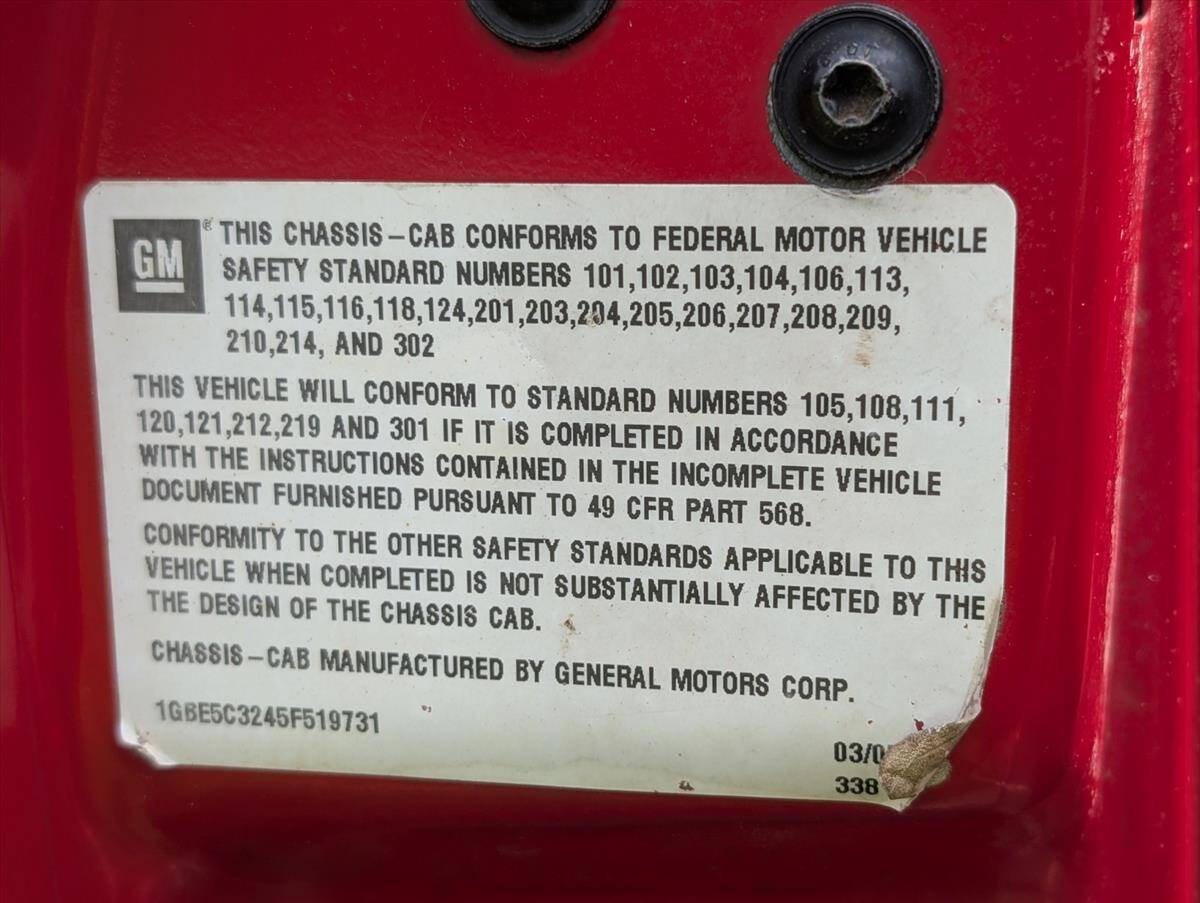 GM®
THIS CHASSIS-CAB CONFORMS TO FEDERAL MOTOR VEHICLE
SAFETY STANDARD NUMBERS 101,102,103,104,106,113,
114,115,116,118,124,201,203,204,205,206,207,208,209,
210,214, AND 302
THIS VEHICLE WILL CONFORM TO STANDARD NUMBERS 105,108,111,
120,121,212,219 AND 301 IF IT IS COMPLETED IN ACCORDANCE
WITH THE INSTRUCTIONS CONTAINED IN THE INCOMPLETE VEHICLE
DOCUMENT FURNISHED PURSUANT TO 49 CFR PART 568.
CONFORMITY TO THE OTHER SAFETY STANDARDS APPLICABLE TO THIS
VEHICLE WHEN COMPLETED IS NOT SUBSTANTIALLY AFFECTED BY THE
THE DESIGN OF THE CHASSIS CAB.
CHASSIS-CAB MANUFACTURED BY GENERAL MOTORS CORP.
1GBE5C3245F519731
03/0
338